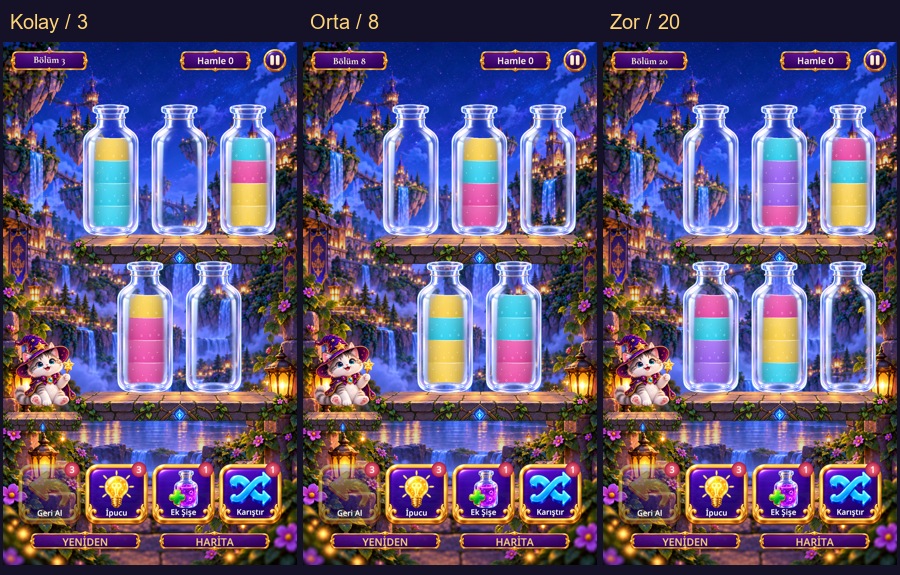 Kolay / 3
Orta / 8
Zor / 20
Bölüm 3
Hamle 0
Bölüm 8
Hamle 0
Bölüm 20
Hamle 0
3
3
1
1
Geri Al
İpucu
Ek Şişe
Karıştır
YENİDEN
HARİTA
3
3
1
1
Geri Al
İpucu
Ek Şişe
Karıştır
YENİDEN
HARİTA
3
3
1
1
Geri Al
İpucu
Ek Şişe
Karıştır
YENİDEN
HARİTA